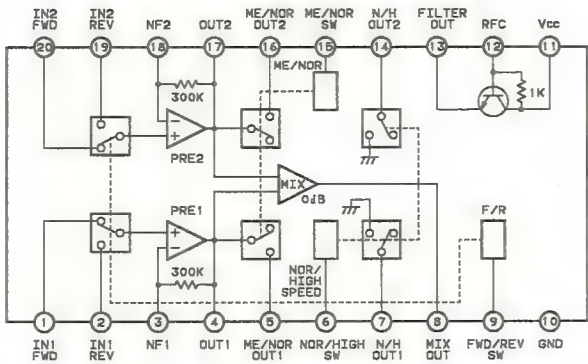 IN2 FWD
IN2 REV
NF2
OUT2
ME/NOR OUT2
ME/NOR SW
N/H OUT2
FILTER OUT
RFC
Vcc
20
19
18
17
16
15
14
13
12
11
ME/NOR
300K
1K
PRE2
MIX
0dB
PRE1
F/R
300K
NOR/ HIGH SPEED
1
2
3
4
5
6
7
8
9
10
IN1 FWD
IN1 REV
NF1
OUT1
ME/NOR OUT1
NOR/HIGH SW
N/H OUT1
MIX OUT
FWD/REV SW
GND